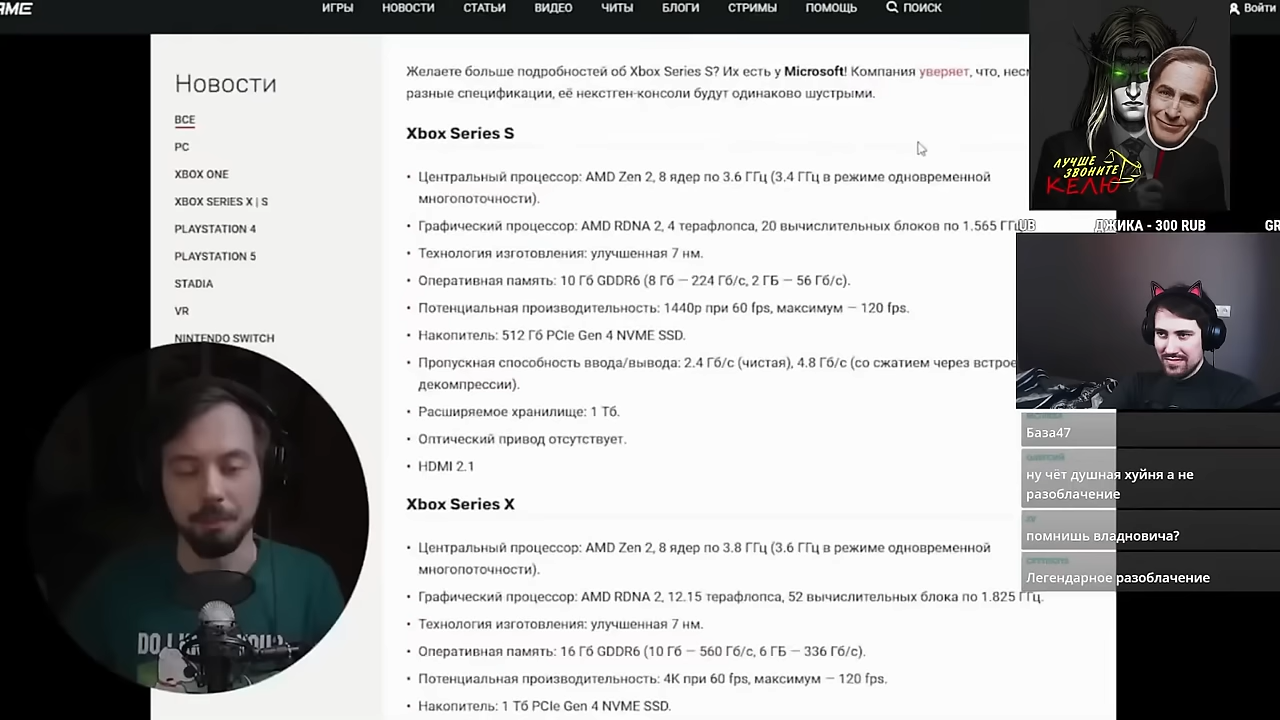 ИГРЫ НОВОСТИ СТАТЬИ ВИДЕО ЧИТЫ БЛОГИ СТРИМЫ ПОМОЩЬ ПОИСК Войти
Новости
ВСЕ
PC
XBOX ONE
XBOX SERIES X | S
PLAYSTATION 4
PLAYSTATION 5
STADIA
VR
NINTENDO SWITCH
Желаете больше подробностей об Xbox Series S? Их есть у Microsoft! Компания уверяет, что,
разные спецификации, её некстген-консоли будут одинаково шустрыми.
Xbox Series S
• Центральный процессор: AMD Zen 2, 8 ядер по 3.6 ГГц (3.4 ГГц в режиме одновременной
многопоточности).
• Графический процессор: AMD RDNA 2, 4 терафлопса, 20 вычислительных блоков по 1.565
• Технология изготовления: улучшенная 7 нм.
• Оперативная память: 10 Гб GDDR6 (8 Гб — 224 Гб/с, 2 ГБ — 56 Гб/с).
• Потенциальная производительность: 1440p при 60 fps, максимум — 120 fps.
• Накопитель: 512 Гб PCIe Gen 4 NVME SSD.
• Пропускная способность ввода/вывода: 2.4 Гб/с (чистая), 4.8 Гб/с (со сжатием через встрое
декомпрессии).
• Расширяемое хранилище: 1 Тб.
• Оптический привод отсутствует.
• HDMI 2.1
Xbox Series X
• Центральный процессор: AMD Zen 2, 8 ядер по 3.8 ГГц (3.6 ГГц в режиме одновременной
многопоточности).
• Графический процессор: AMD RDNA 2, 12.15 терафлопса, 52 вычислительных блока по 1.825 ГГц.
• Технология изготовления: улучшенная 7 нм.
• Оперативная память: 16 Гб GDDR6 (10 Гб — 560 Гб/с, 6 ГБ — 336 Гб/с).
• Потенциальная производительность: 4K при 60 fps, максимум — 120 fps.
• Накопитель: 1 Тб PCIe Gen 4 NVME SSD.
ЛУЧШЕ
ЗВОНИТЕ
КЕЛЮ
UB ДЖИКА - 300 RUB GR
База47
ну чёт душная хуйня а не
разоблачение
помнишь владновича?
Легендарное разоблачение